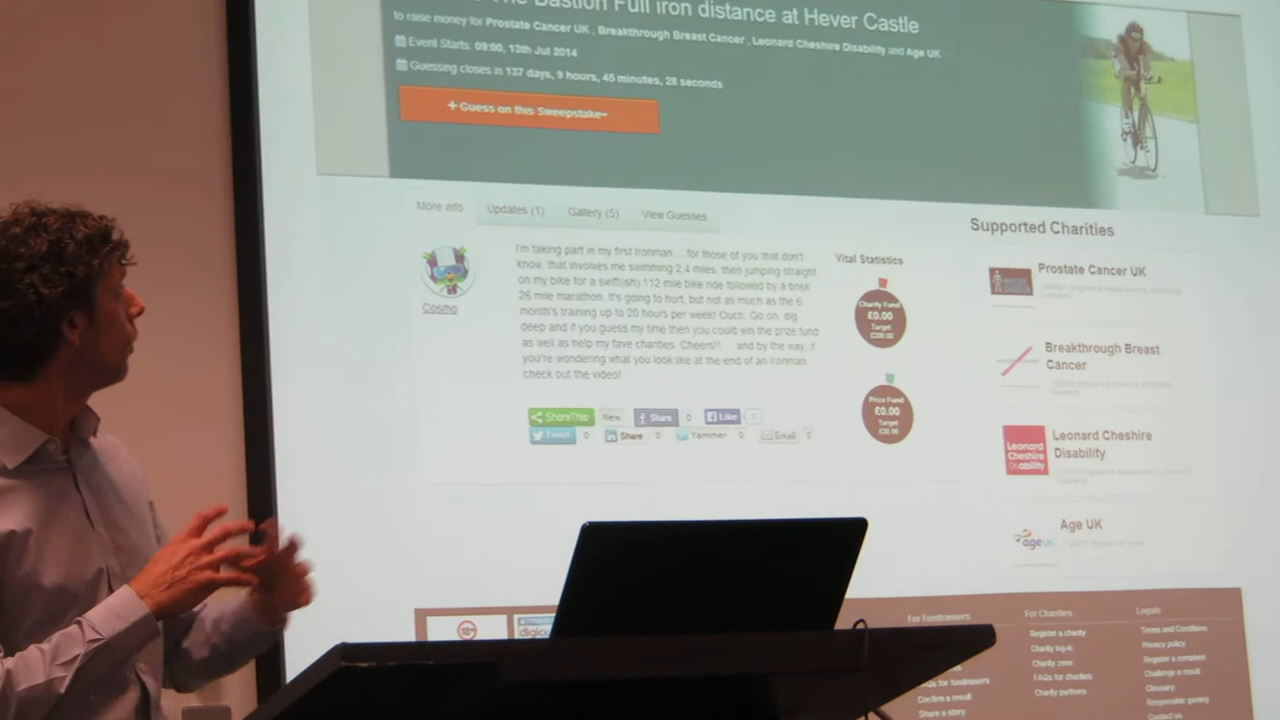 The Bastion Full iron distance at Hever Castle
to raise money for Prostate Cancer UK , Breakthrough Breast Cancer , Leonard Cheshire Disability and Age UK
Event Starts: 09:00, 13th Jul 2014
Guessing closes in 137 days, 9 hours, 45 minutes, 28 seconds
+ Guess on this Sweepstake
More info
Updates (1)
Gallery (5)
View Guesses
Cosmo
I'm taking part in my first Ironman ... for those of you that don't
know, that involves me swimming 2.4 miles, then jumping straight
on my bike for a swift(ish) 112 mile bike ride followed by a brisk
26 mile marathon. It's going to hurt, but not as much as the 6
month's training up to 20 hours per week! Ouch. Go on, dig
deep and if you guess my time then you could win the prize fund
as well as help my fave charities. Cheers!! and by the way, if
you're wondering what you look like at the end of an Ironman
check out the video!
ShareThis
New
Share
0
Like
Tweet
0
Share
0
Yammer
0
Email
0
Vital Statistics
Charity Fund
£0.00
Target
Prize Fund
£0.00
Target
Supported Charities
Prostate Cancer UK
Breakthrough Breast
Cancer
Leonard
Cheshire
Disability
Leonard Cheshire
Disability
age UK
Age UK
For Fundraisers
FAQs for fundraisers
Confirm a result
Share a story
For Charities
Register a charity
Charity log-in
Charity zone
FAQs for charities
Charity partners
Legals
Terms and Conditions
Privacy policy
Register a complaint
Challenge a result
Glossary
Responsible gaming
Contact us